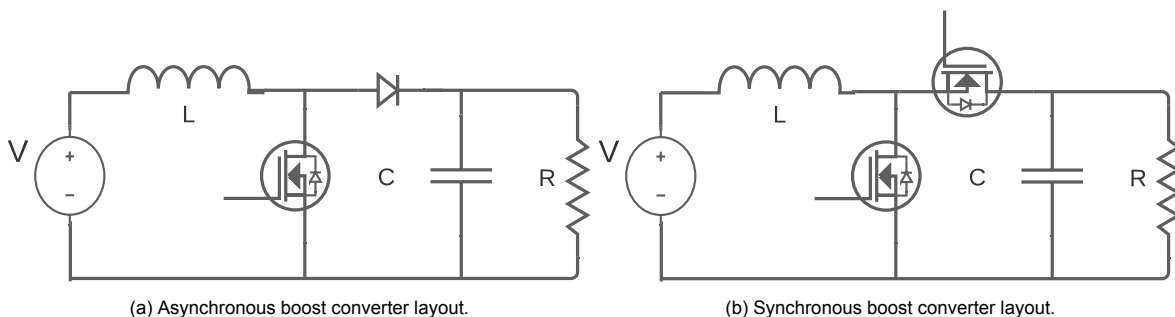 L
V
+
−
C
R
(a) Asynchronous boost converter layout.
L
V
+
−
C
R
(b) Synchronous boost converter layout.